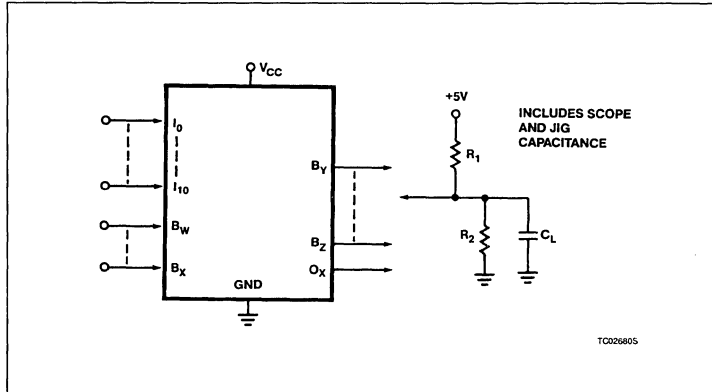 VCC
+5V
INCLUDES SCOPE
AND JIG
CAPACITANCE
I0
R1
BY
I10
BW
R2
CL
BZ
BX
OX
GND
TC02680S